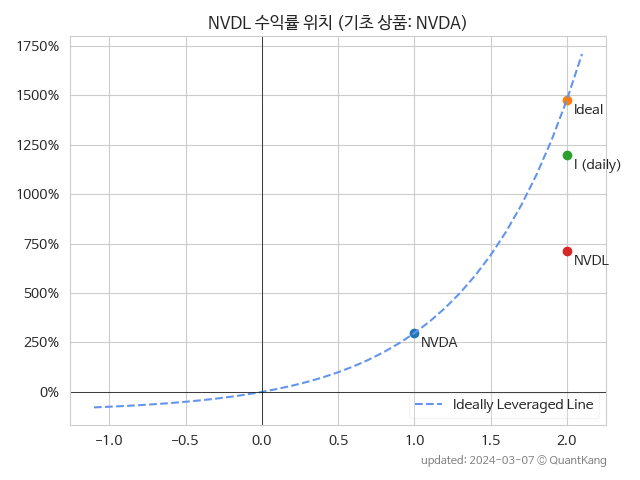 NVDL 수익률 위치 (기초 상품: NVDA)
1750%
1500%
1250%
1000%
750%
500%
250%
0%
Ideal
I (daily)
NVDL
NVDA
Ideally Leveraged Line
−1.0
−0.5
0.0
0.5
1.0
1.5
2.0
updated: 2024-03-07 © QuantKang